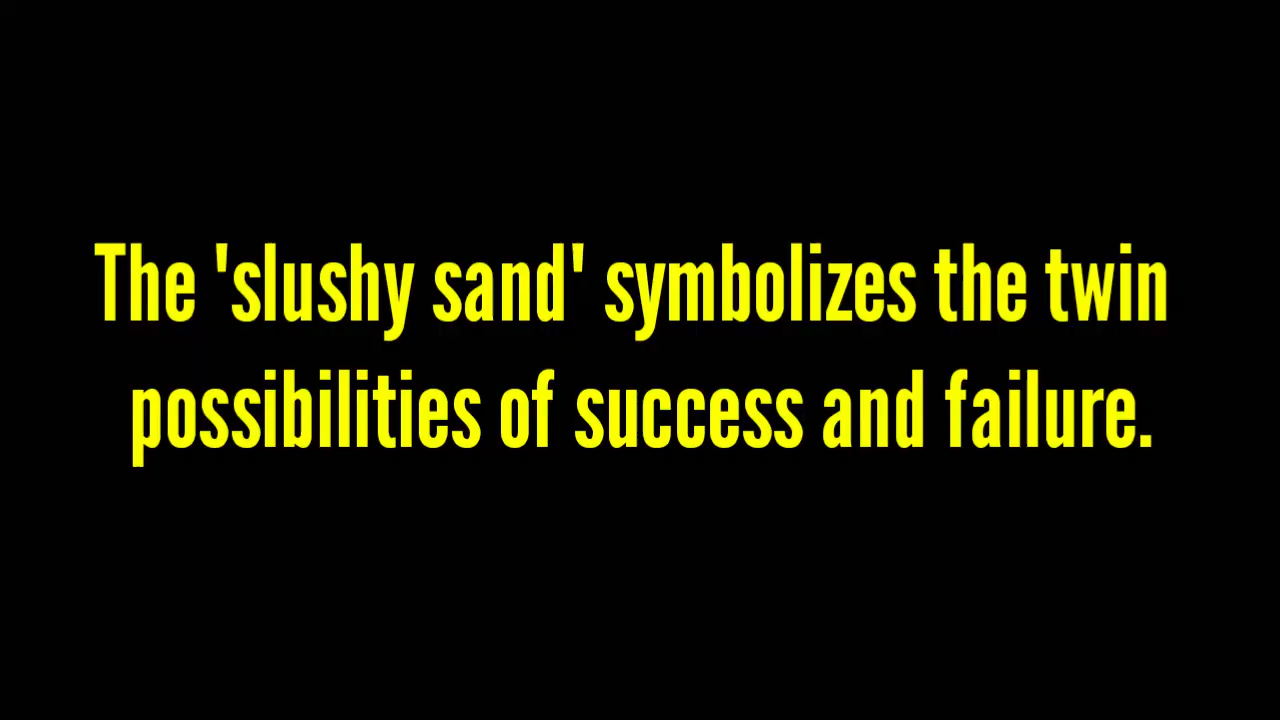 The 'slushy sand' symbolizes the twin
possibilities of success and failure.